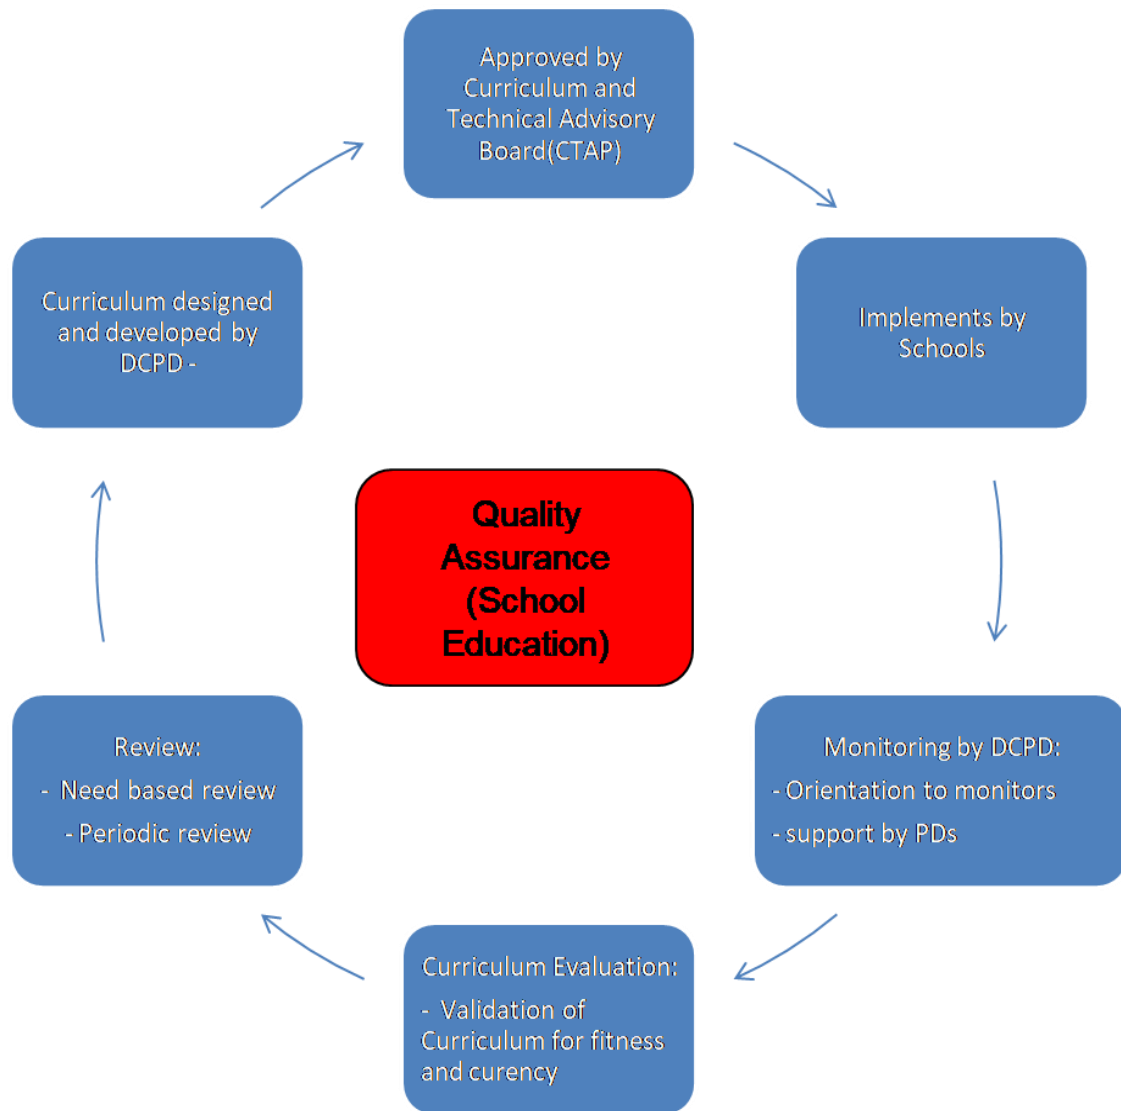 Approved by
Curriculum and
Technical Advisory
Board(CTAP)
Implements by
Schools
Monitoring by DCPD:
- Orientation to monitors
- support by PDs
Curriculum Evaluation:
- Validation of
Curriculum for fitness
and curency
Review:
- Need based review
- Periodic review
Curriculum designed
and developed by
DCPD -
Quality
Assurance
(School
Education)